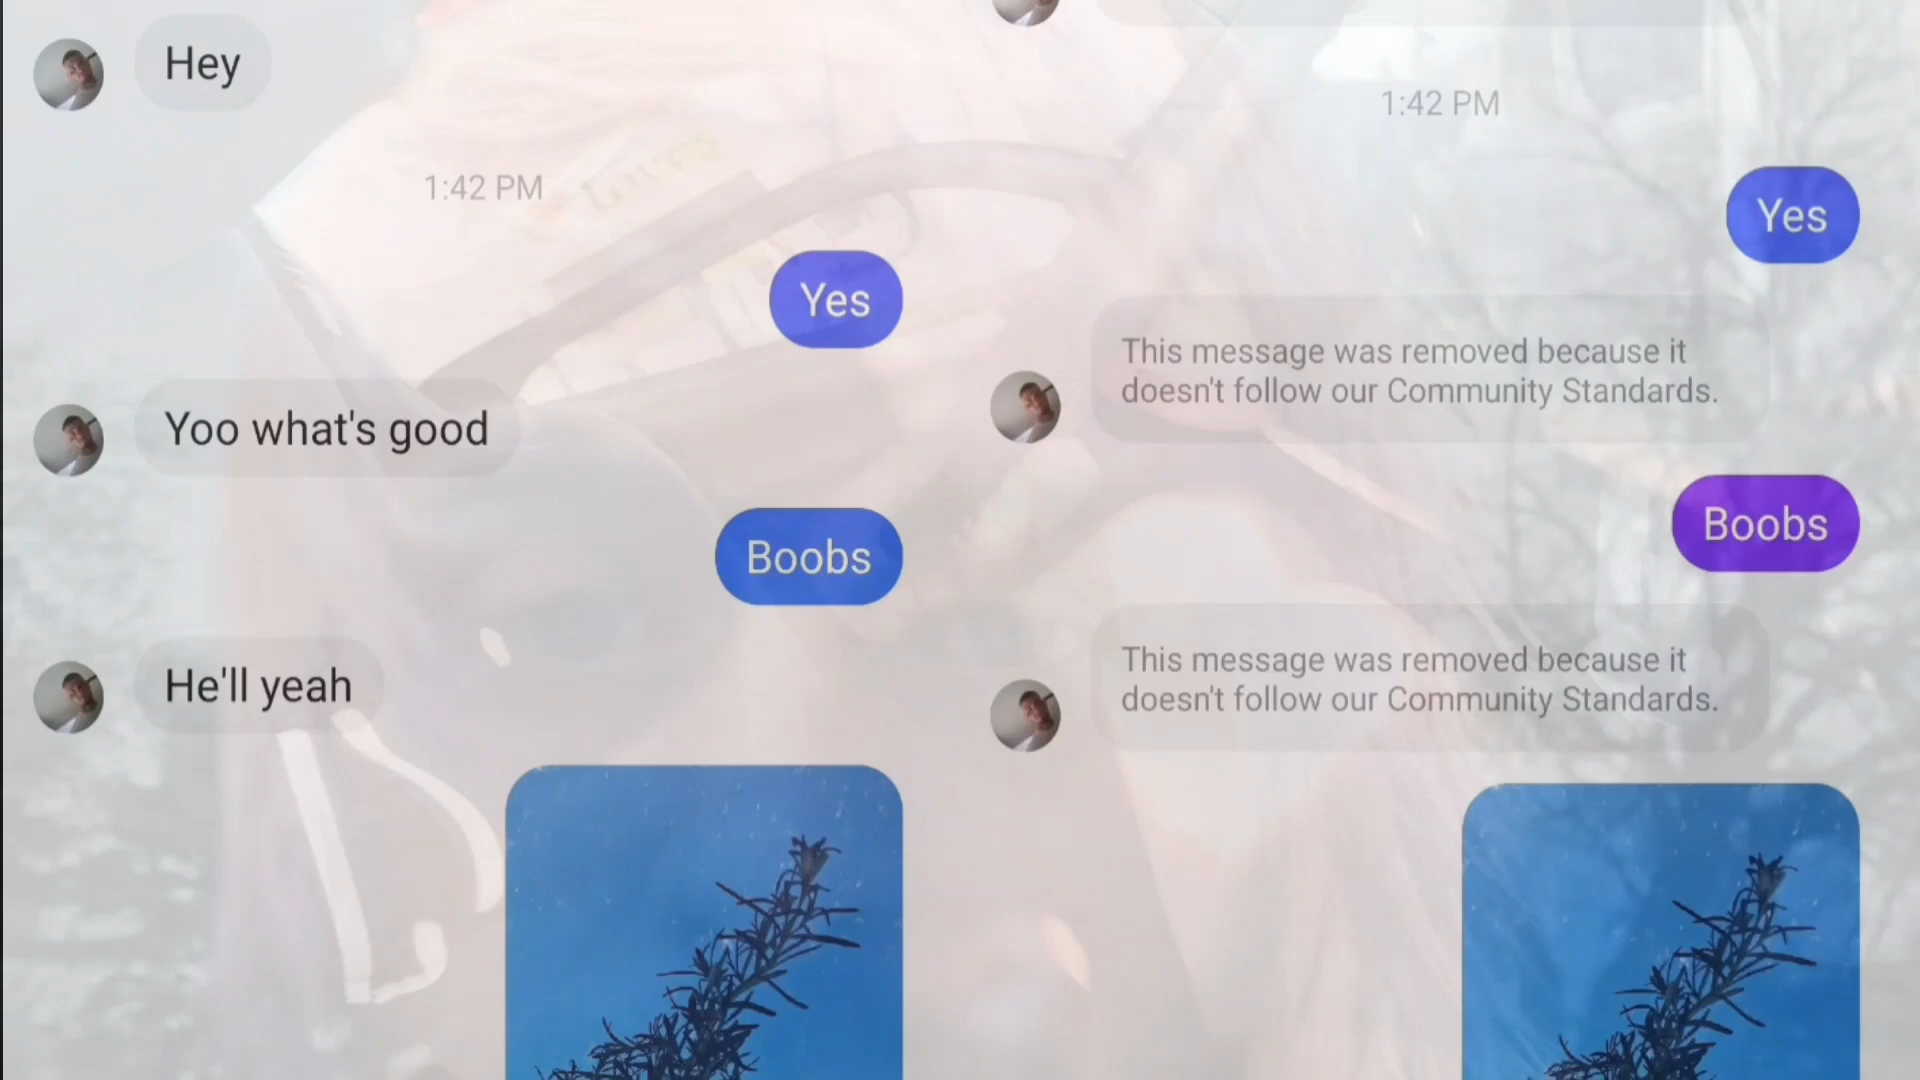 Hey
1:42 PM
Yes
Yoo what's good
Boobs
He'll yeah
1:42 PM
Yes
This message was removed because it
doesn't follow our Community Standards.
Boobs
This message was removed because it
doesn't follow our Community Standards.